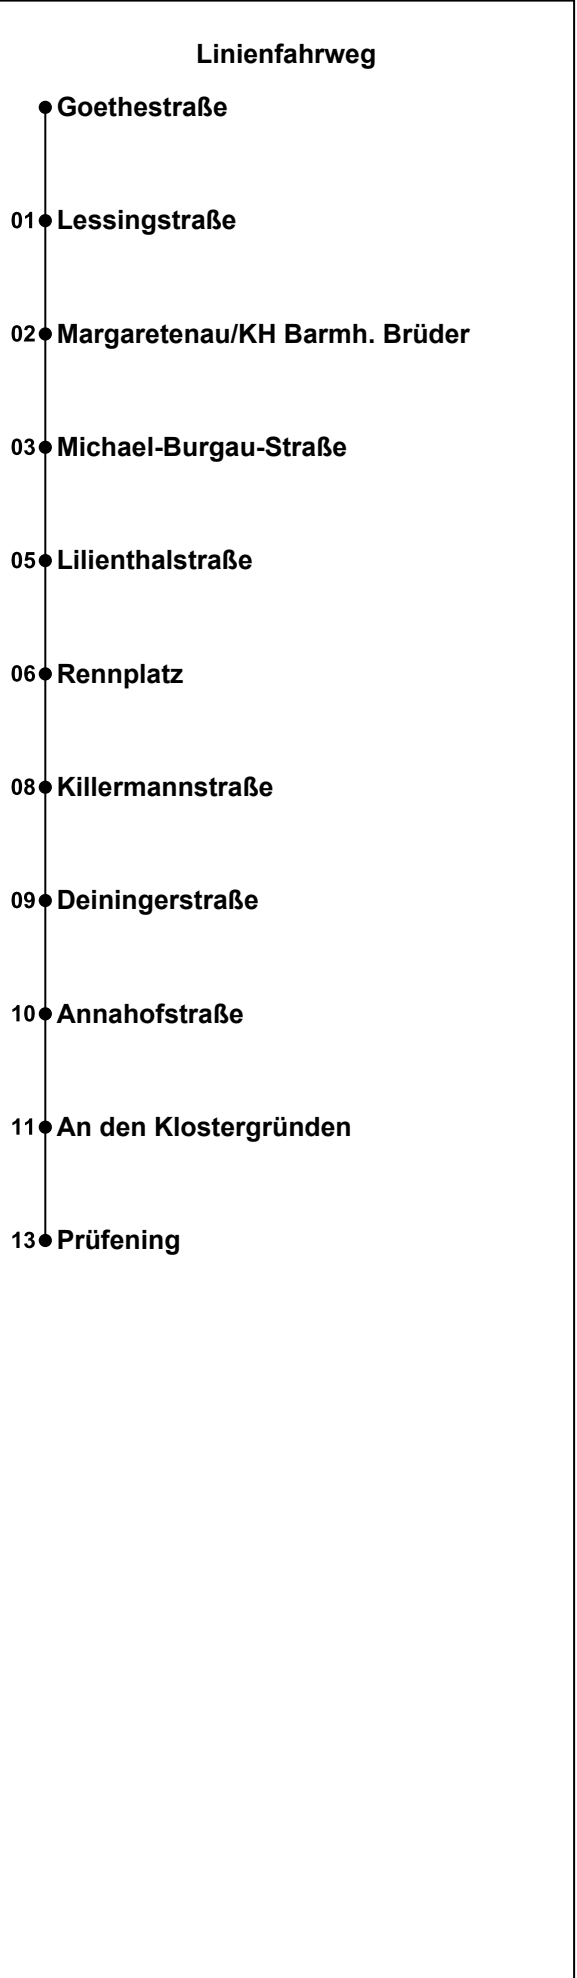 Linienfahrweg
Goethestraße
01 Lessingstraße
02 Margaretenau/KH Barmh. Brüder
03 Michael-Burgau-Straße
05 Lilienthalstraße
06 Rennplatz
08 Killermannstraße
09 Deiningerstraße
10 Annahofstraße
11 An den Klostergründen
13 Prüfening